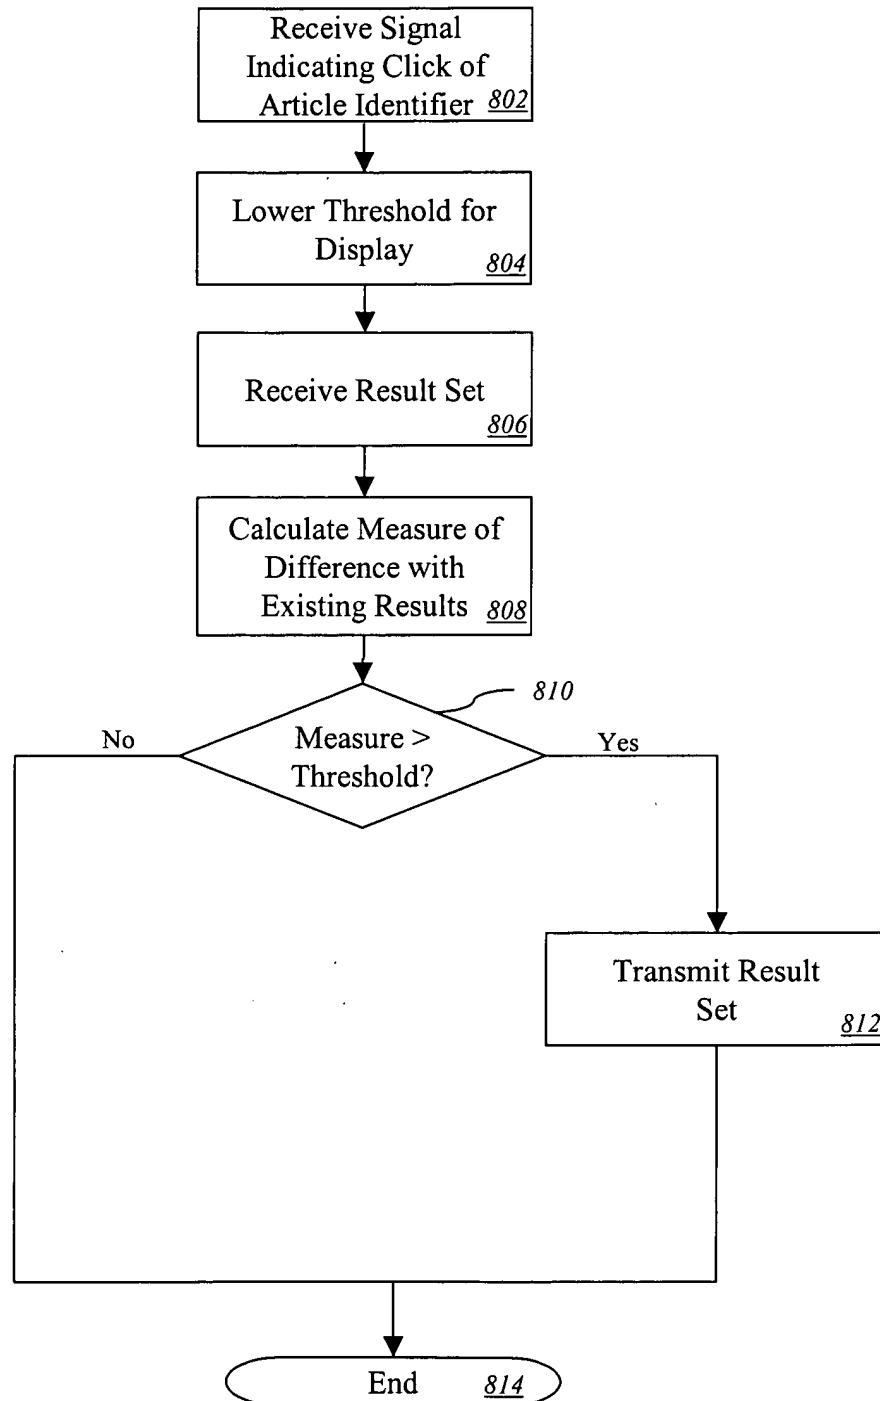 Receive Signal
Indicating Click of
Article Identifier 802
Lower Threshold for
Display 804
Receive Result Set
806
Calculate Measure of
Difference with
Existing Results 808
810
No
Measure >
Threshold?
Yes
Transmit Result
Set 812
End 814